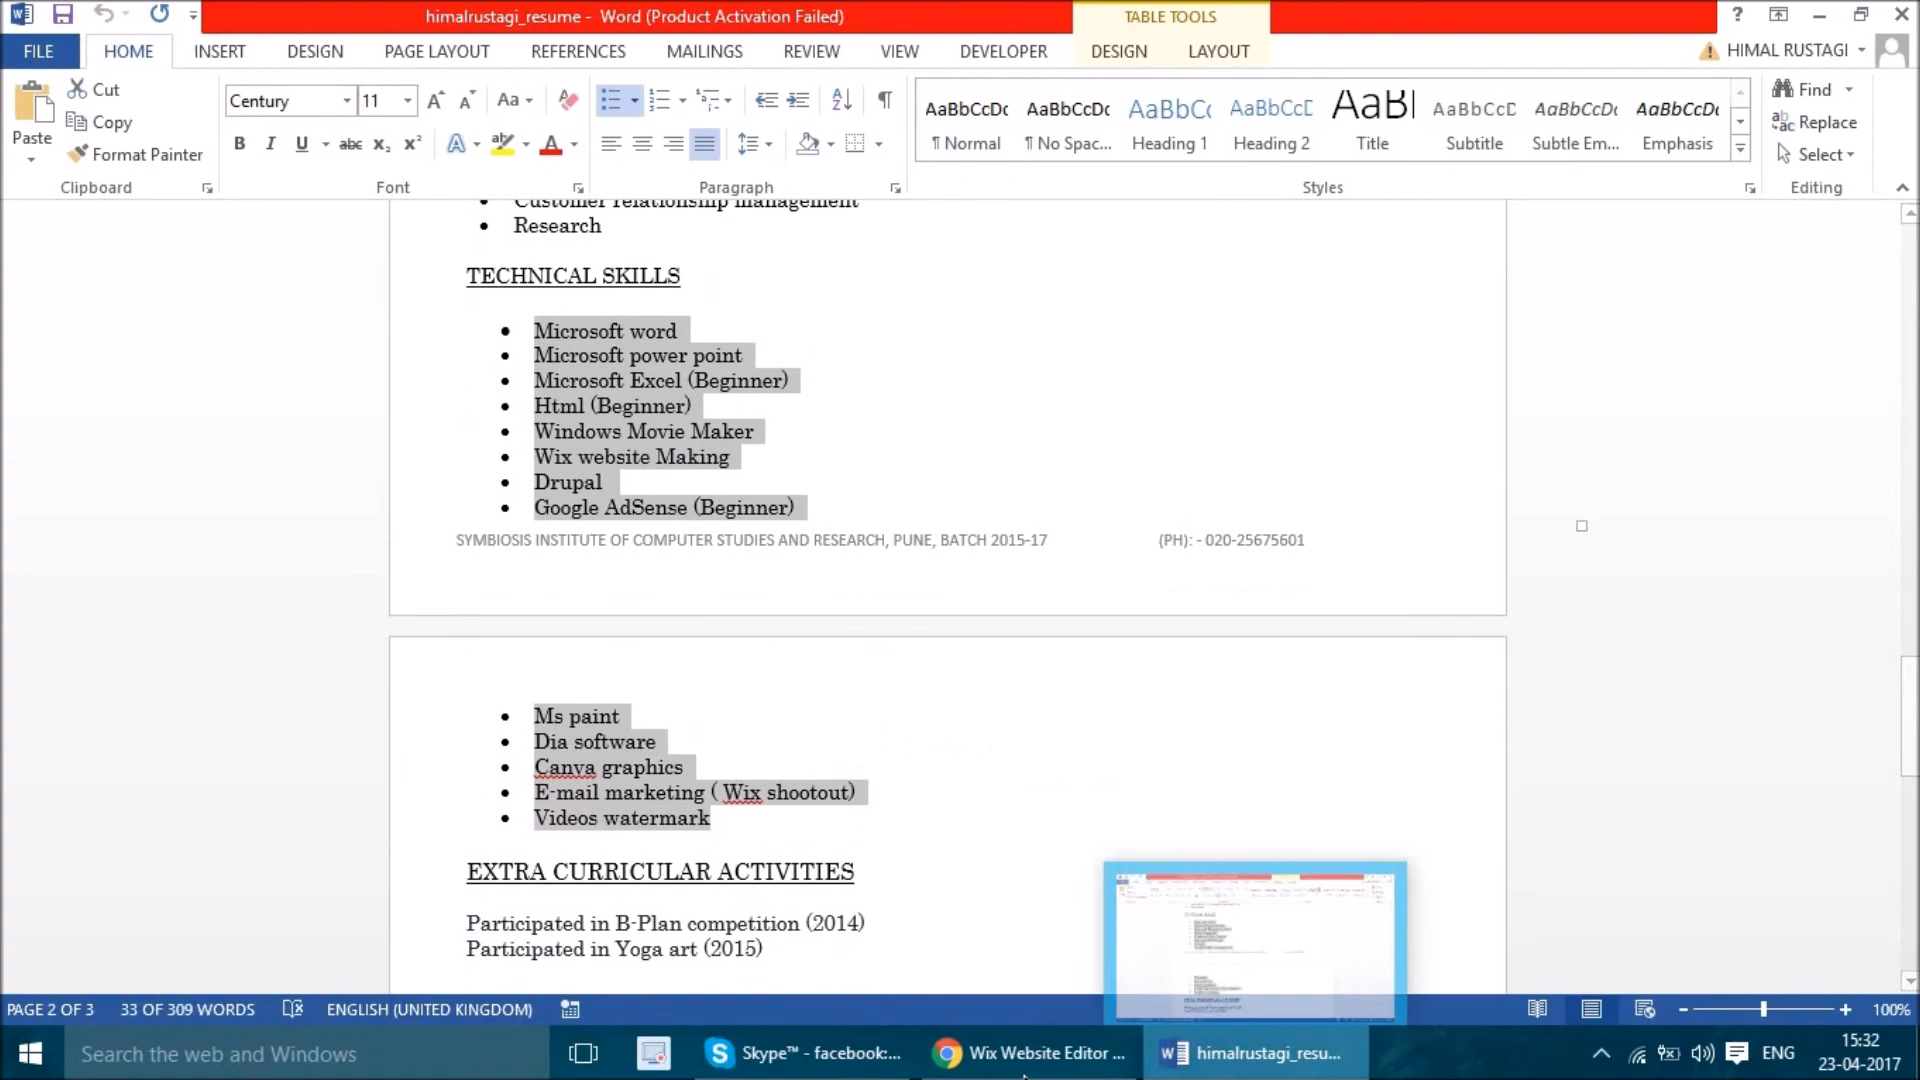 himalrustagi_resume - Word (Product Activation Failed)
TABLE TOOLS
?
FILE HOME INSERT DESIGN PAGE LAYOUT REFERENCES MAILINGS REVIEW VIEW DEVELOPER DESIGN LAYOUT HIMAL RUSTAGI
Cut
Copy
Format Painter
Paste
Clipboard
Century 11
Font
Paragraph
AaBbCcDc AaBbCcDc AaBbC( AaBbCcD AaBl AaBbCcD AaBbCcDc AaBbCcDc
¶ Normal ¶ No Spac... Heading 1 Heading 2 Title Subtitle Subtle Em... Emphasis
Styles
Find
Replace
Select
Editing
• Customer relationship management
• Research
TECHNICAL SKILLS
• Microsoft word
• Microsoft power point
• Microsoft Excel (Beginner)
• Html (Beginner)
• Windows Movie Maker
• Wix website Making
• Drupal
• Google AdSense (Beginner)
SYMBIOSIS INSTITUTE OF COMPUTER STUDIES AND RESEARCH, PUNE, BATCH 2015-17 (PH): - 020-25675601
• Ms paint
• Dia software
• Canva graphics
• E-mail marketing ( Wix shootout)
• Videos watermark
EXTRA CURRICULAR ACTIVITIES
Participated in B-Plan competition (2014)
Participated in Yoga art (2015)
PAGE 2 OF 3 33 OF 309 WORDS ENGLISH (UNITED KINGDOM) 100%
Search the web and Windows
Skype™ - facebook:...
Wix Website Editor ...
himalrustagi_resu...
ENG
15:32
23-04-2017